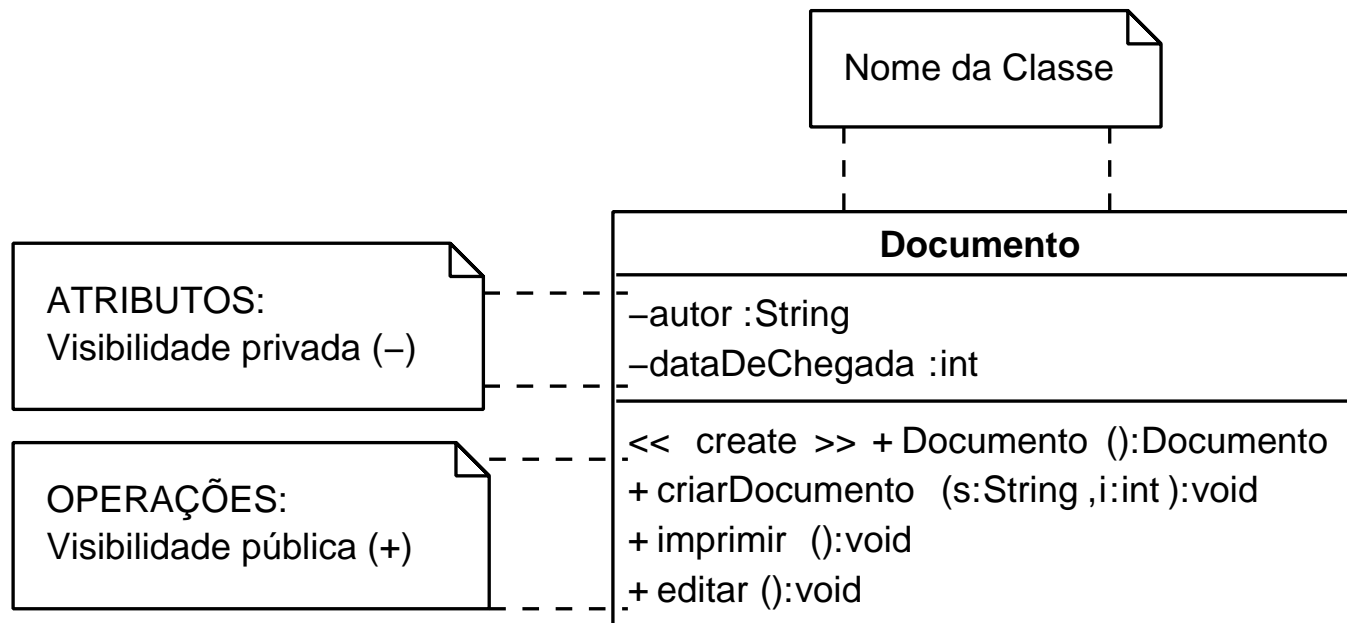 Nome da Classe
Documento
ATRIBUTOS:
Visibilidade privada (−)
−autor :String
−dataDeChegada :int
OPERAÇÕES:
Visibilidade pública (+)
<< create >> + Documento ():Documento
+ criarDocumento (s:String ,i:int ):void
+ imprimir ():void
+ editar ():void